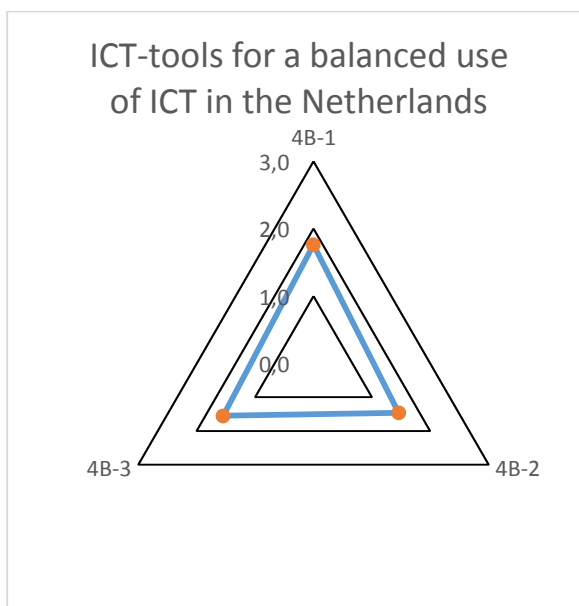 ICT-tools for a balanced use
of ICT in the Netherlands
4B-1
3,0
2,0
1,0
0,0
4B-3
4B-2